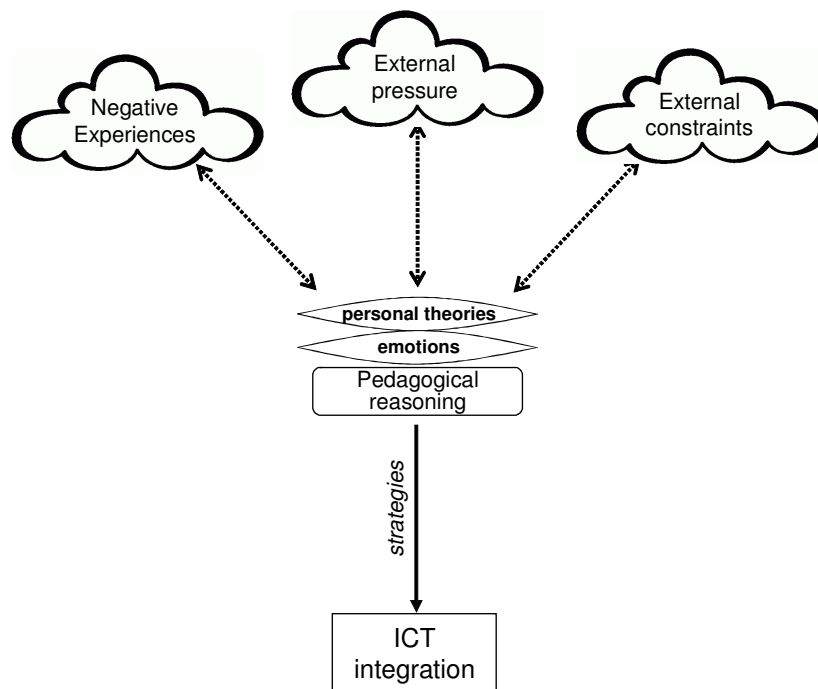 Negative
Experiences
External
pressure
External
constraints
personal theories
emotions
Pedagogical
reasoning
strategies
ICT
integration